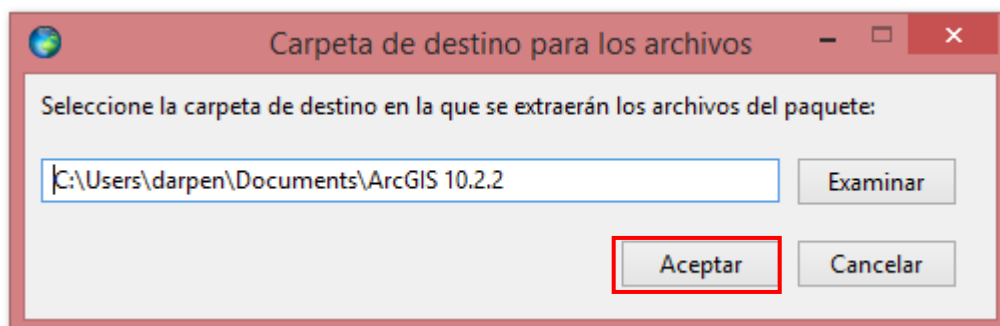 Carpeta de destino para los archivos
Seleccione la carpeta de destino en la que se extraerán los archivos del paquete:
C:\Users\darpen\Documents\ArcGIS 10.2.2
Examinar
Aceptar
Cancelar